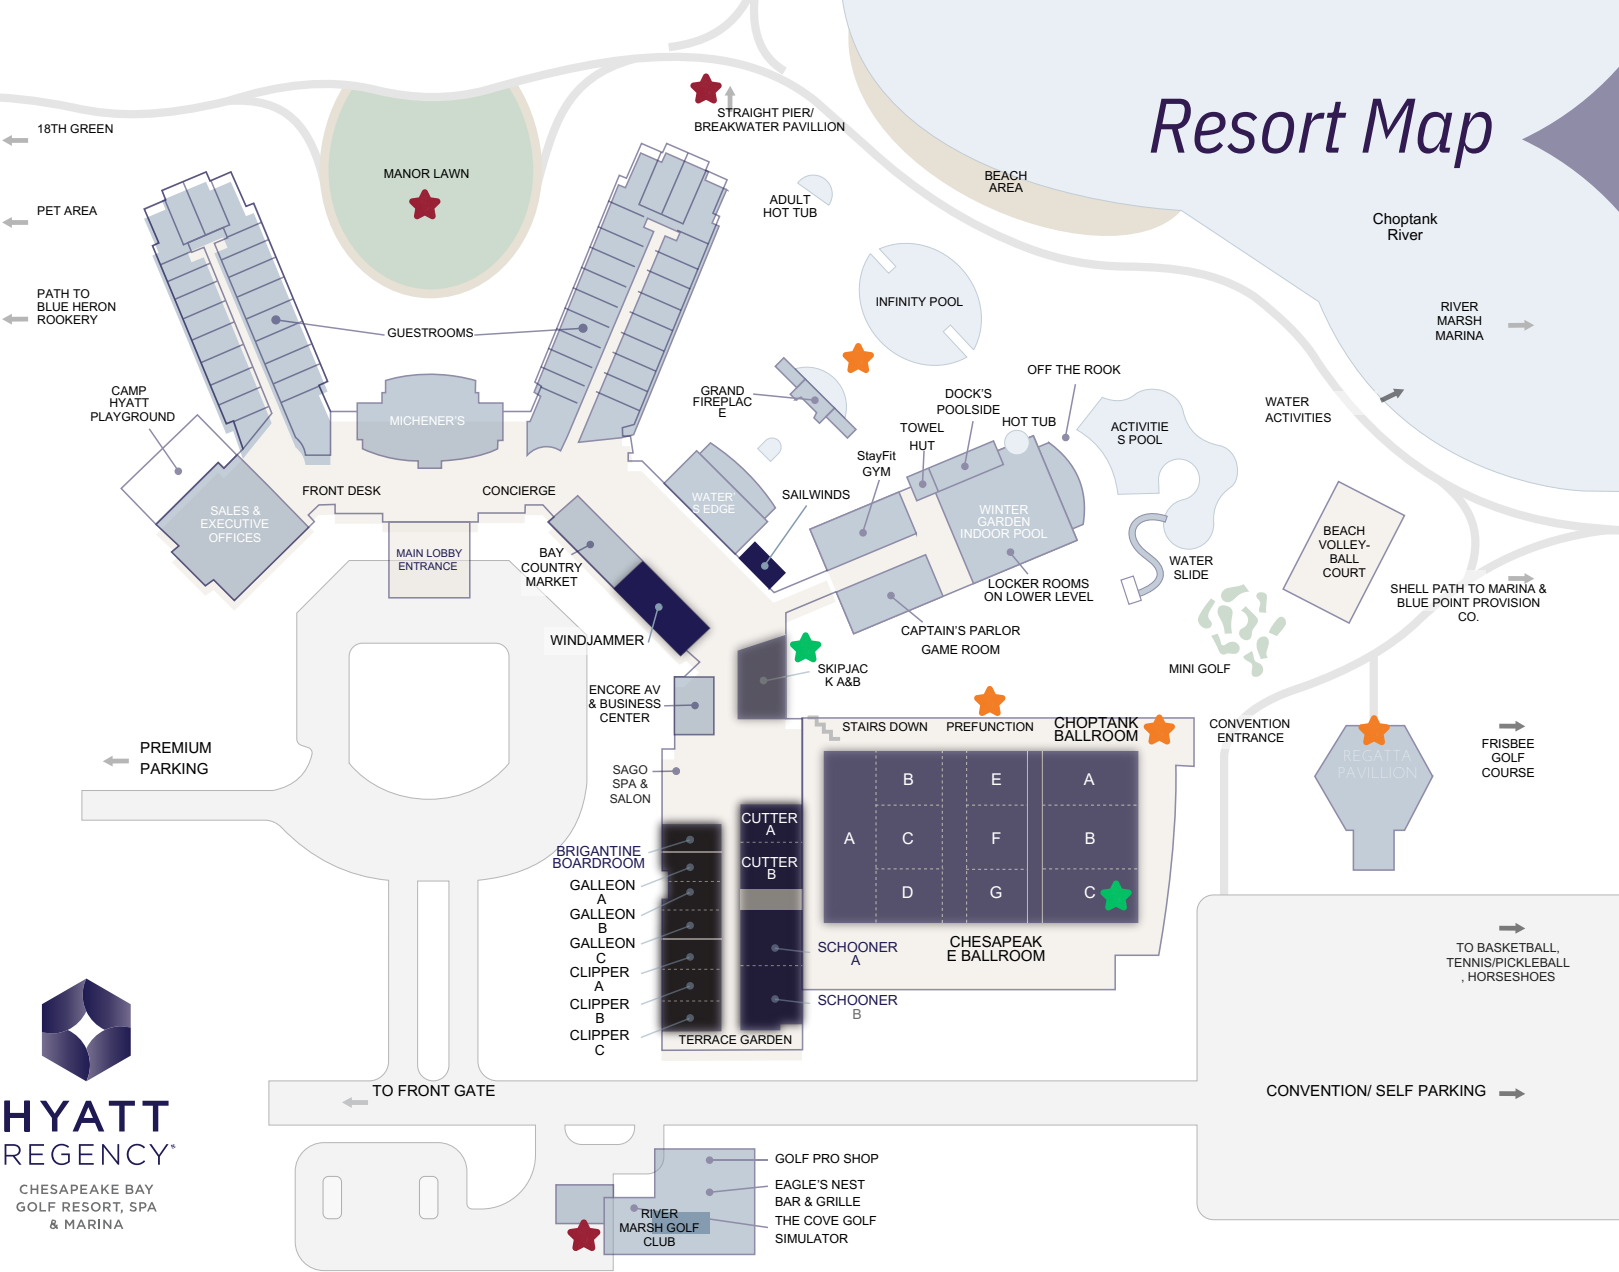 Resort Map
STRAIGHT PIER/
BREAKWATER PAVILLION
18TH GREEN
MANOR LAWN
BEACH
AREA
ADULT
HOT TUB
PET AREA
Choptank
River
PATH TO
BLUE HERON
ROOKERY
INFINITY POOL
RIVER
MARSH
MARINA
GUESTROOMS
CAMP
HYATT
PLAYGROUND
GRAND
FIREPLAC
E
OFF THE ROOK
DOCK'S
POOLSIDE
WATER
ACTIVITIES
MICHENER'S
TOWEL
HUT
HOT TUB
ACTIVITIE
S POOL
StayFit
GYM
FRONT DESK
CONCIERGE
WATER'
S EDGE
SAILWINDS
SALES &
EXECUTIVE
OFFICES
WINTER
GARDEN
INDOOR POOL
BEACH
VOLLEY-
BALL
COURT
MAIN LOBBY
ENTRANCE
BAY
COUNTRY
MARKET
WATER
SLIDE
LOCKER ROOMS
ON LOWER LEVEL
SHELL PATH TO MARINA &
BLUE POINT PROVISION
CO.
WINDJAMMER
CAPTAIN'S PARLOR
GAME ROOM
SKIPJAC
K A&B
MINI GOLF
ENCORE AV
& BUSINESS
CENTER
STAIRS DOWN
PREFUNCTION
CHOPTANK
BALLROOM
CONVENTION
ENTRANCE
PREMIUM
PARKING
REGATTA
PAVILLION
FRISBEE
GOLF
COURSE
SAGO
SPA &
SALON
B
E
A
CUTTER
A
A
C
F
B
BRIGANTINE
BOARDROOM
CUTTER
B
D
G
C
GALLEON
A
GALLEON
B
GALLEON
C
SCHOONER
A
CHESAPEAK
E BALLROOM
TO BASKETBALL,
TENNIS/PICKLEBALL
, HORSESHOES
CLIPPER
A
CLIPPER
B
SCHOONER
B
CLIPPER
C
TERRACE GARDEN
TO FRONT GATE
CONVENTION/ SELF PARKING
HYATT
REGENCY®
CHESAPEAKE BAY
GOLF RESORT, SPA
& MARINA
GOLF PRO SHOP
EAGLE'S NEST
BAR & GRILLE
RIVER
MARSH GOLF
CLUB
THE COVE GOLF
SIMULATOR